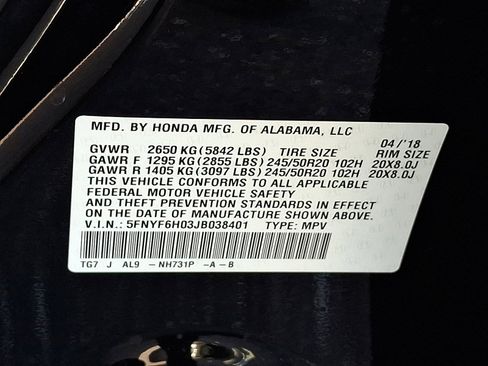 MFD. BY HONDA MFG. OF ALABAMA, LLC
04/'18
GVWR 2650 KG (5842 LBS) TIRE SIZE RIM SIZE
GAWR F 1295 KG (2855 LBS) 245/50R20 102H 20X8.0J
GAWR R 1405 KG (3097 LBS) 245/50R20 102H 20X8.0J
THIS VEHICLE CONFORMS TO ALL APPLICABLE
FEDERAL MOTOR VEHICLE SAFETY
AND THEFT PREVENTION STANDARDS IN EFFECT
ON THE DATE OF MANUFACTURE SHOWN ABOVE.
V.I.N.: 5FNYF6H03JB038401 TYPE: MPV
TG7 J AL9 - NH731P -A-B